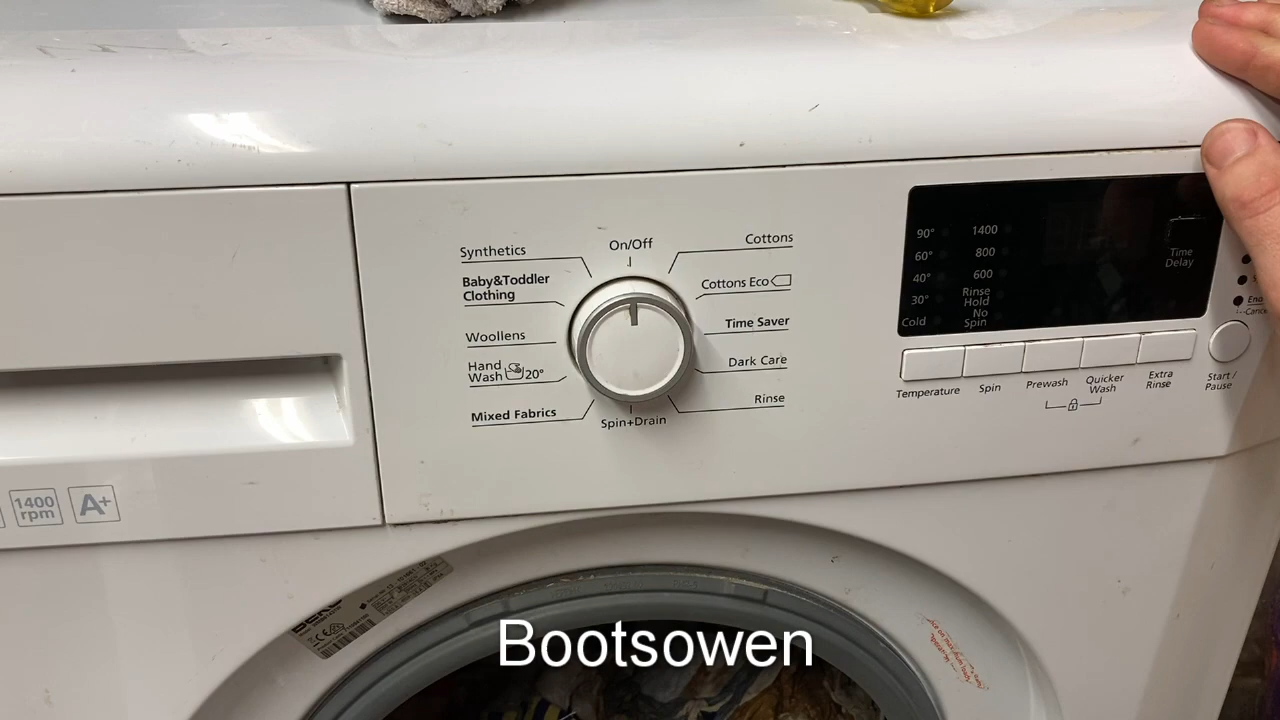 On/Off
Synthetics
Cottons
Baby&Toddler
Clothing
Cottons Eco
Woollens
Time Saver
Hand
Wash 20°
Dark Care
Mixed Fabrics
Rinse
Spin+Drain
90° 1400
60° 800
40° 600
30° Rinse
Hold
Cold No
Spin
Time
Delay
Temperature
Spin
Prewash
Quicker
Wash
Extra
Rinse
Start/
Pause
1400
rpm
A+
BEKO
Bootsowen